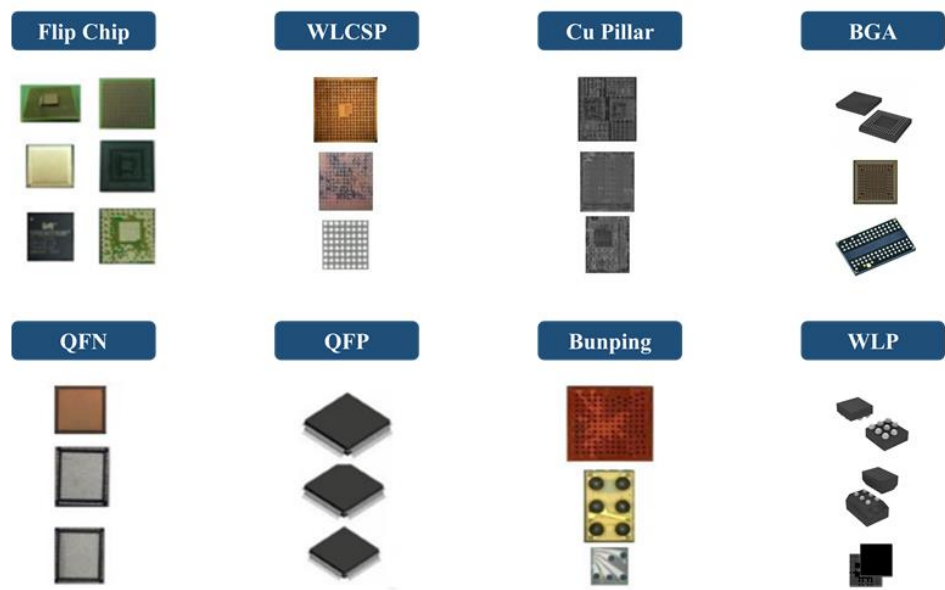 Flip Chip
WLCSP
Cu Pillar
BGA
QFN
QFP
Bunping
WLP